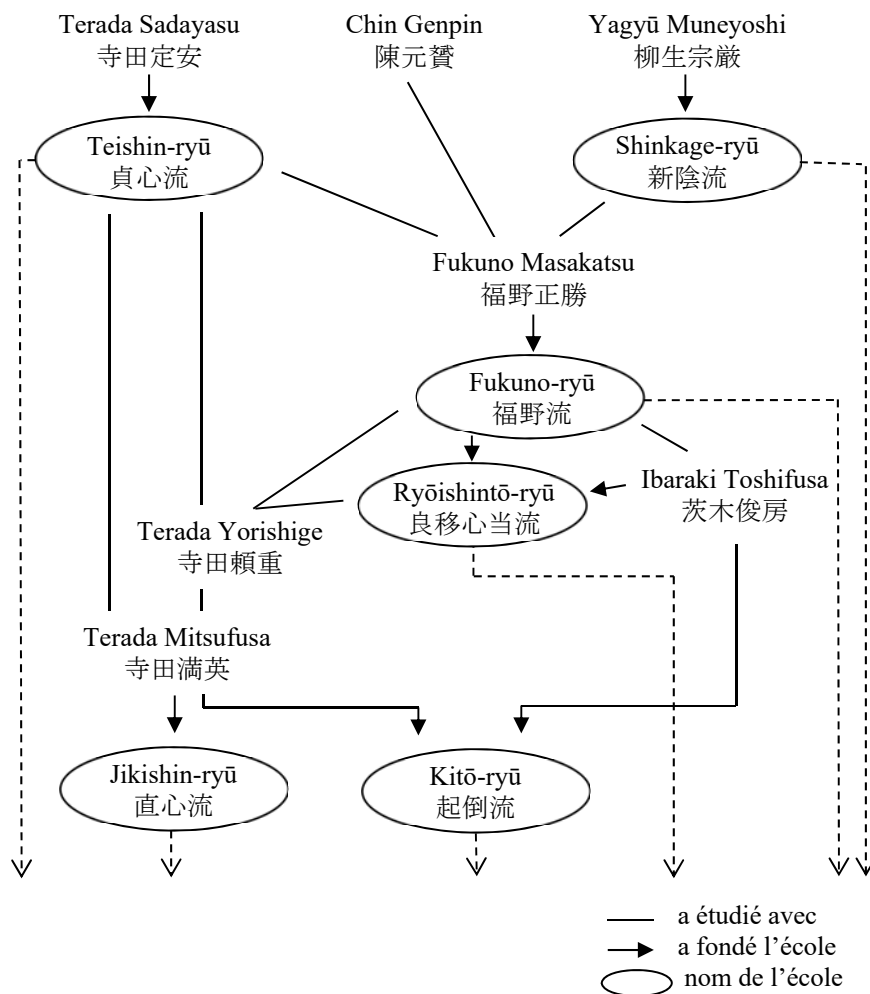 Terada Sadayasu
寺田定安
Chin Genpin
陳元贇
Yagyū Muneyoshi
柳生宗厳
Teishin-ryū
貞心流
Shinkage-ryū
新陰流
Fukuno Masakatsu
福野正勝
Fukuno-ryū
福野流
Ryōishintō-ryū
良移心当流
Ibaraki Toshifusa
茨木俊房
Terada Yorishige
寺田頼重
Terada Mitsufusa
寺田満英
Jikishin-ryū
直心流
Kitō-ryū
起倒流
a étudié avec
a fondé l’école
nom de l’école